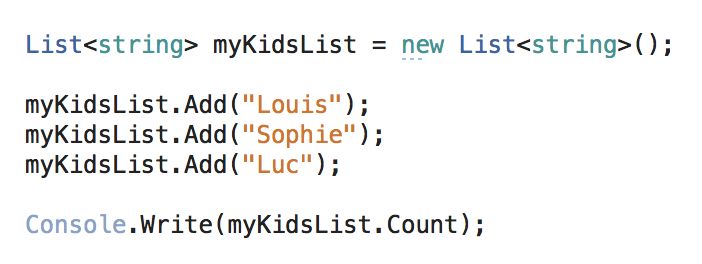 List<string> myKidsList = new List<string>();
myKidsList.Add("Louis");
myKidsList.Add("Sophie");
myKidsList.Add("Luc");
Console.Write(myKidsList.Count);